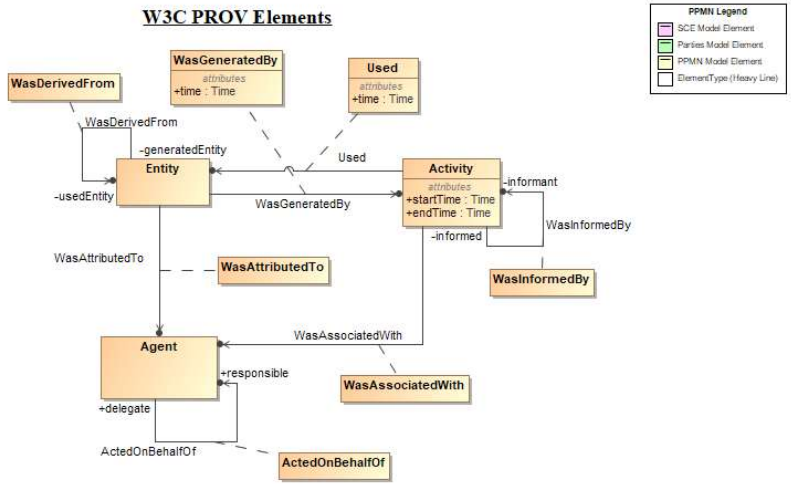 W3C PROV Elements
PPMN Legend
SCE Model Element
Parties Model Element
PPMN Model Element
ElementType (Heavy Line)
WasGeneratedBy
attributes
+time : Time
Used
attributes
+time : Time
WasDerivedFrom
WasDerivedFrom
-generatedEntity
Entity
-usedEntity
Used
WasGeneratedBy
Activity
attributes
+startTime : Time
+endTime : Time
-informant
-informed
WasInformedBy
WasInformedBy
WasAttributedTo
WasAttributedTo
Agent
WasAssociatedWith
WasAssociatedWith
+responsible
+delegate
ActedOnBehalfOf
ActedOnBehalfOf